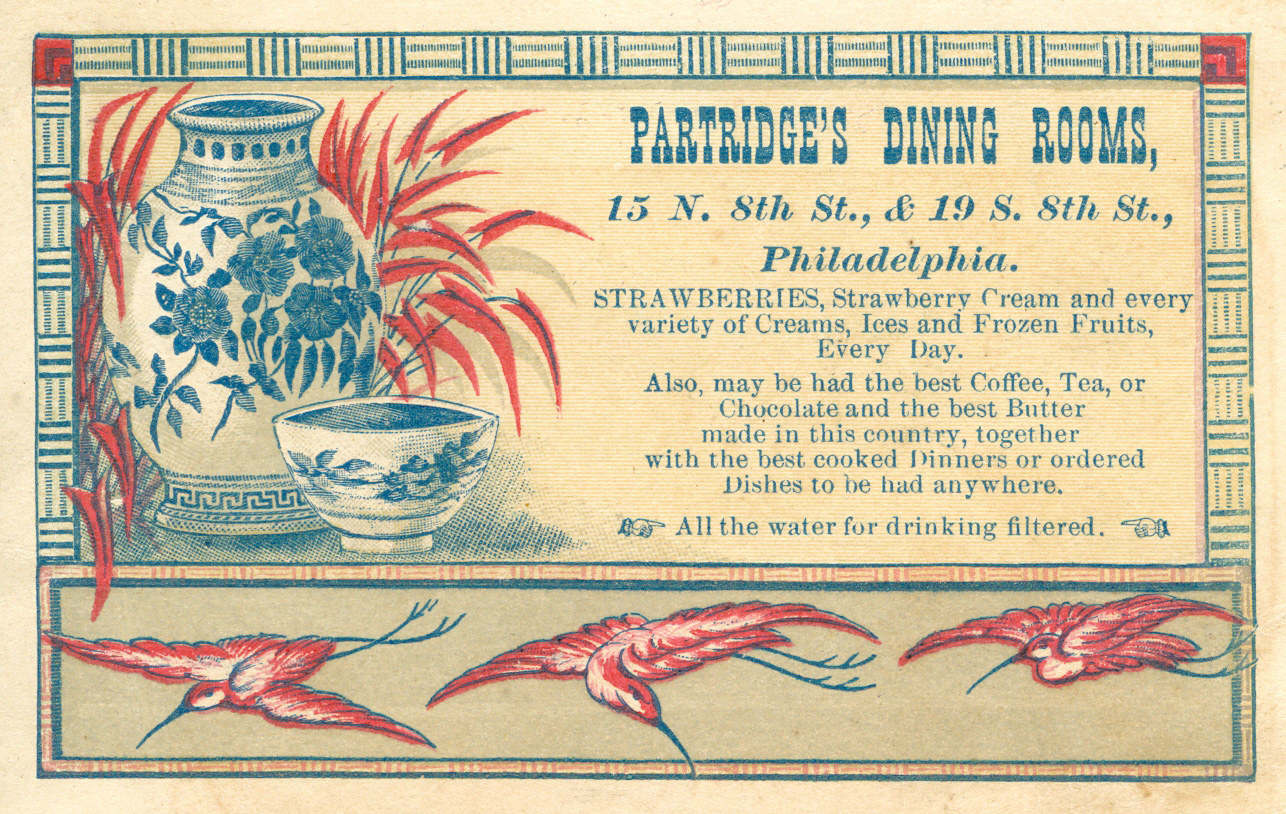 PARTRIDGE'S DINING ROOMS,
15 N. 8th St., & 19 S. 8th St.,
Philadelphia.
STRAWBERRIES, Strawberry Cream and every
variety of Creams, Ices and Frozen Fruits,
Every Day.
Also, may be had the best Coffee, Tea, or
Chocolate and the best Butter
made in this country, together
with the best cooked Dinners or ordered
Dishes to be had anywhere.
☞ All the water for drinking filtered. ☜